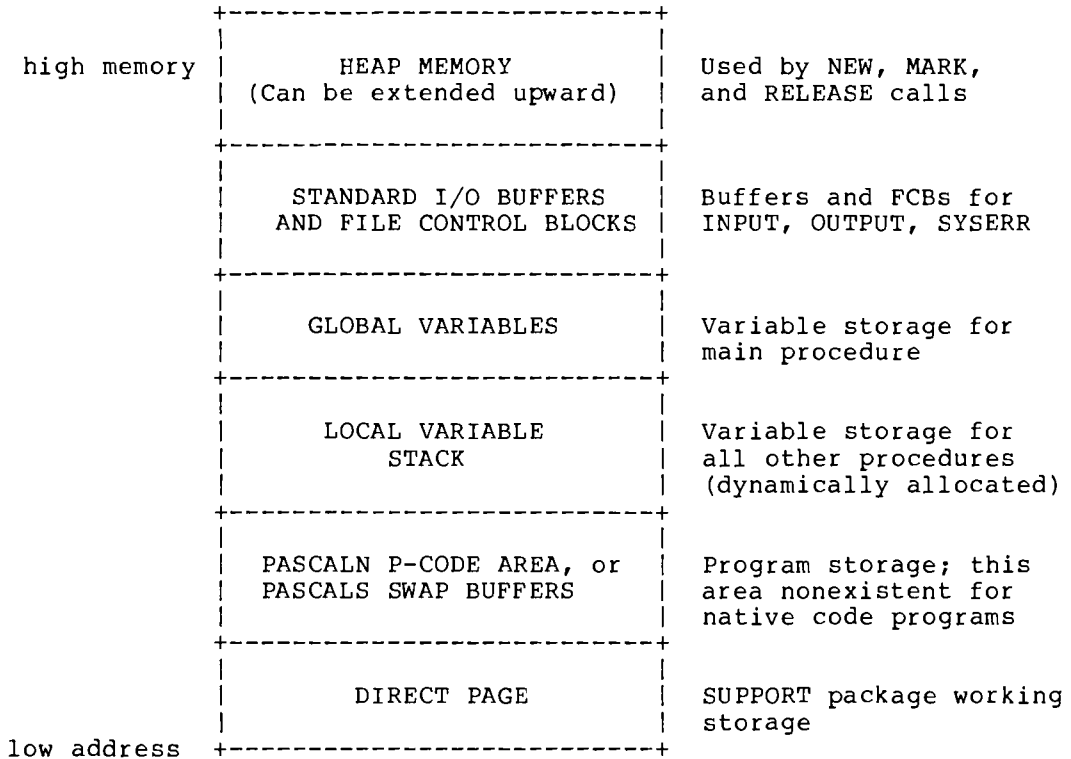 +---------------------------+
high memory | HEAP MEMORY | Used by NEW, MARK,
| (Can be extended upward) | and RELEASE calls
+---------------------------+
| STANDARD I/O BUFFERS | Buffers and FCBs for
| AND FILE CONTROL BLOCKS | INPUT, OUTPUT, SYSERR
+---------------------------+
| GLOBAL VARIABLES | Variable storage for
| | main procedure
+---------------------------+
| LOCAL VARIABLE | Variable storage for
| STACK | all other procedures
| | (dynamically allocated)
+---------------------------+
| PASCALN P-CODE AREA, or | Program storage; this
| PASCALS SWAP BUFFERS | area nonexistent for
| | native code programs
+---------------------------+
| DIRECT PAGE | SUPPORT package working
| | storage
low address +---------------------------+